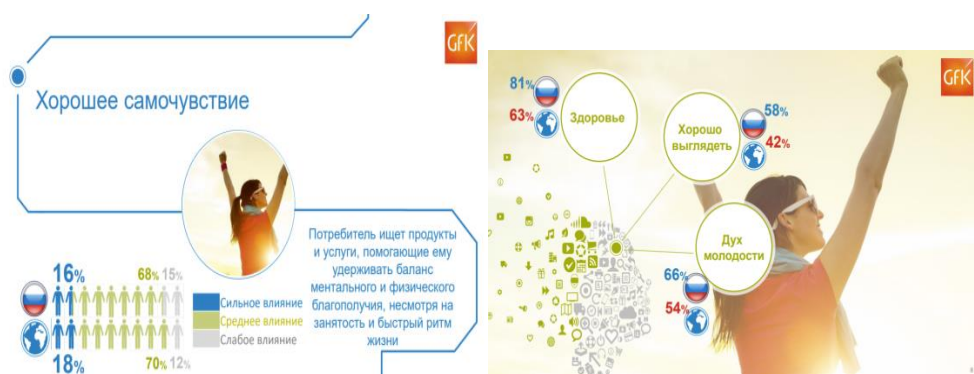 GFK
Хорошее самочувствие
Потребитель ищет продукты
и услуги, помогающие ему
удерживать баланс
ментального и физического
благополучия, несмотря на
занятость и быстрый ритм
жизни
16% 68% 15%
Сильное влияние
Среднее влияние
Слабое влияние
18% 70% 12%
GFK
81%
63%
Здоровье
Хорошо
выглядеть
58%
42%
Дух
молодости
66%
54%